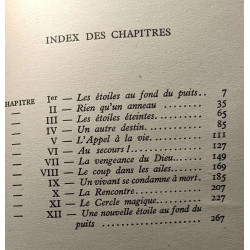 INDEX DES CHAPITRES
CHAPITRE Ier — Les étoiles au fond du puits . . 7
— II — Rien qu'un anneau . . . . . . . . 35
— III — Les étoiles éteintes . . . . . . . . 65
— IV — Un autre destin . . . . . . . . . . 85
— V — L'Appel à la vie . . . . . . . . . . 111
— VI — Au secours ! . . . . . . . . . . . . 127
— VII — La vengeance du Dieu . . . . . . 149
— VIII — Le coup dans les ailes . . . . . . 169
— IX — Un vivant se condamne à mort . 185
— X — La Rencontre . . . . . . . . . . . 227
— XI — Le Cercle magique . . . . . . . . 245
— XII — Une nouvelle étoile au fond du
puits . . . . . . . . . . . . . . . . 267